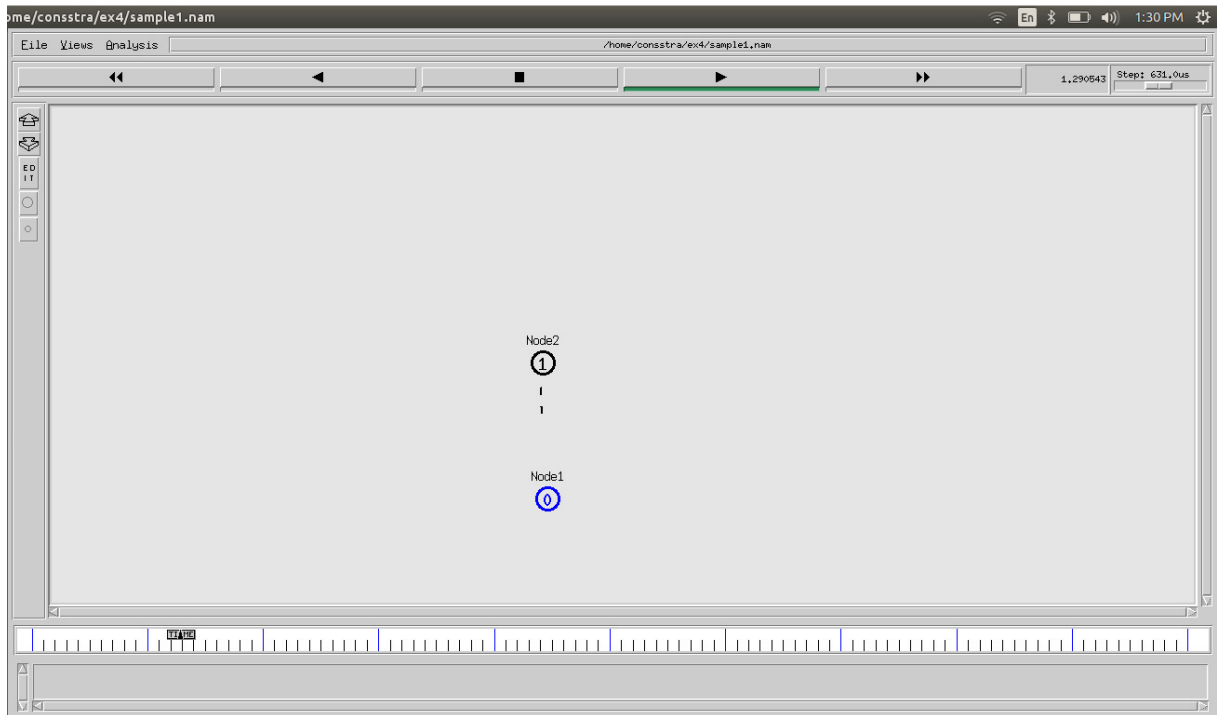 ome/consstra/ex4/sample1.nam En 1:30 PM
File Views Analysis /home/consstra/ex4/sample1.nam
1.290543 Step: 631.0us
ED
IT
Node2
1
Node1
0
TIME